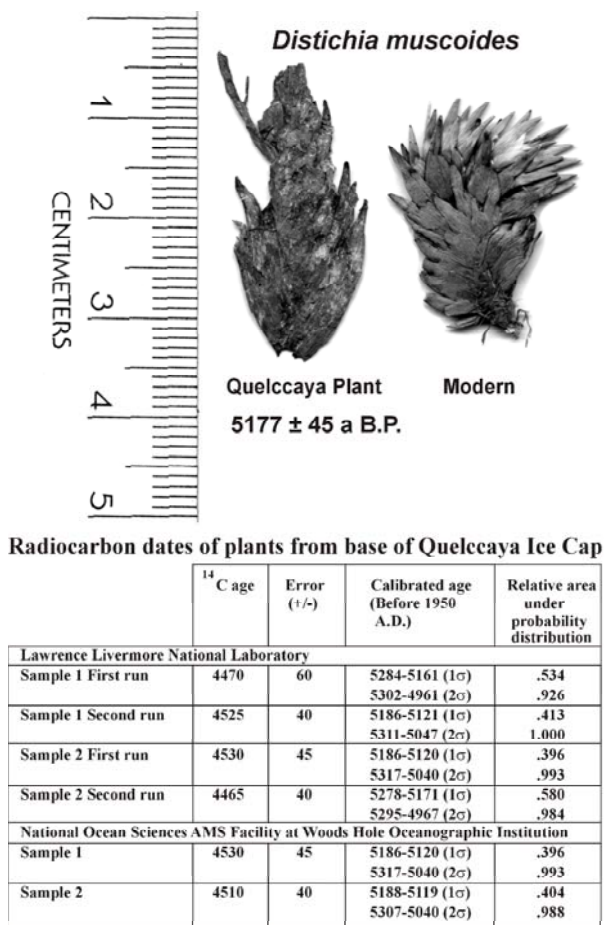 Distichia muscoides
1
2
3
4
5
CENTIMETERS
Quelccaya Plant
Modern
5177 ± 45 a B.P.
Radiocarbon dates of plants from base of Quelccaya Ice Cap
14 C age Error (+/-) Calibrated age (Before 1950 A.D.) Relative area under probability distribution
Lawrence Livermore National Laboratory
Sample 1 First run 4470 60 5284-5161 (1σ) .534
5302-4961 (2σ) .926
Sample 1 Second run 4525 40 5186-5121 (1σ) .413
5311-5047 (2σ) 1.000
Sample 2 First run 4530 45 5186-5120 (1σ) .396
5317-5040 (2σ) .993
Sample 2 Second run 4465 40 5278-5171 (1σ) .580
5295-4967 (2σ) .984
National Ocean Sciences AMS Facility at Woods Hole Oceanographic Institution
Sample 1 4530 45 5186-5120 (1σ) .396
5317-5040 (2σ) .993
Sample 2 4510 40 5188-5119 (1σ) .404
5307-5040 (2σ) .988